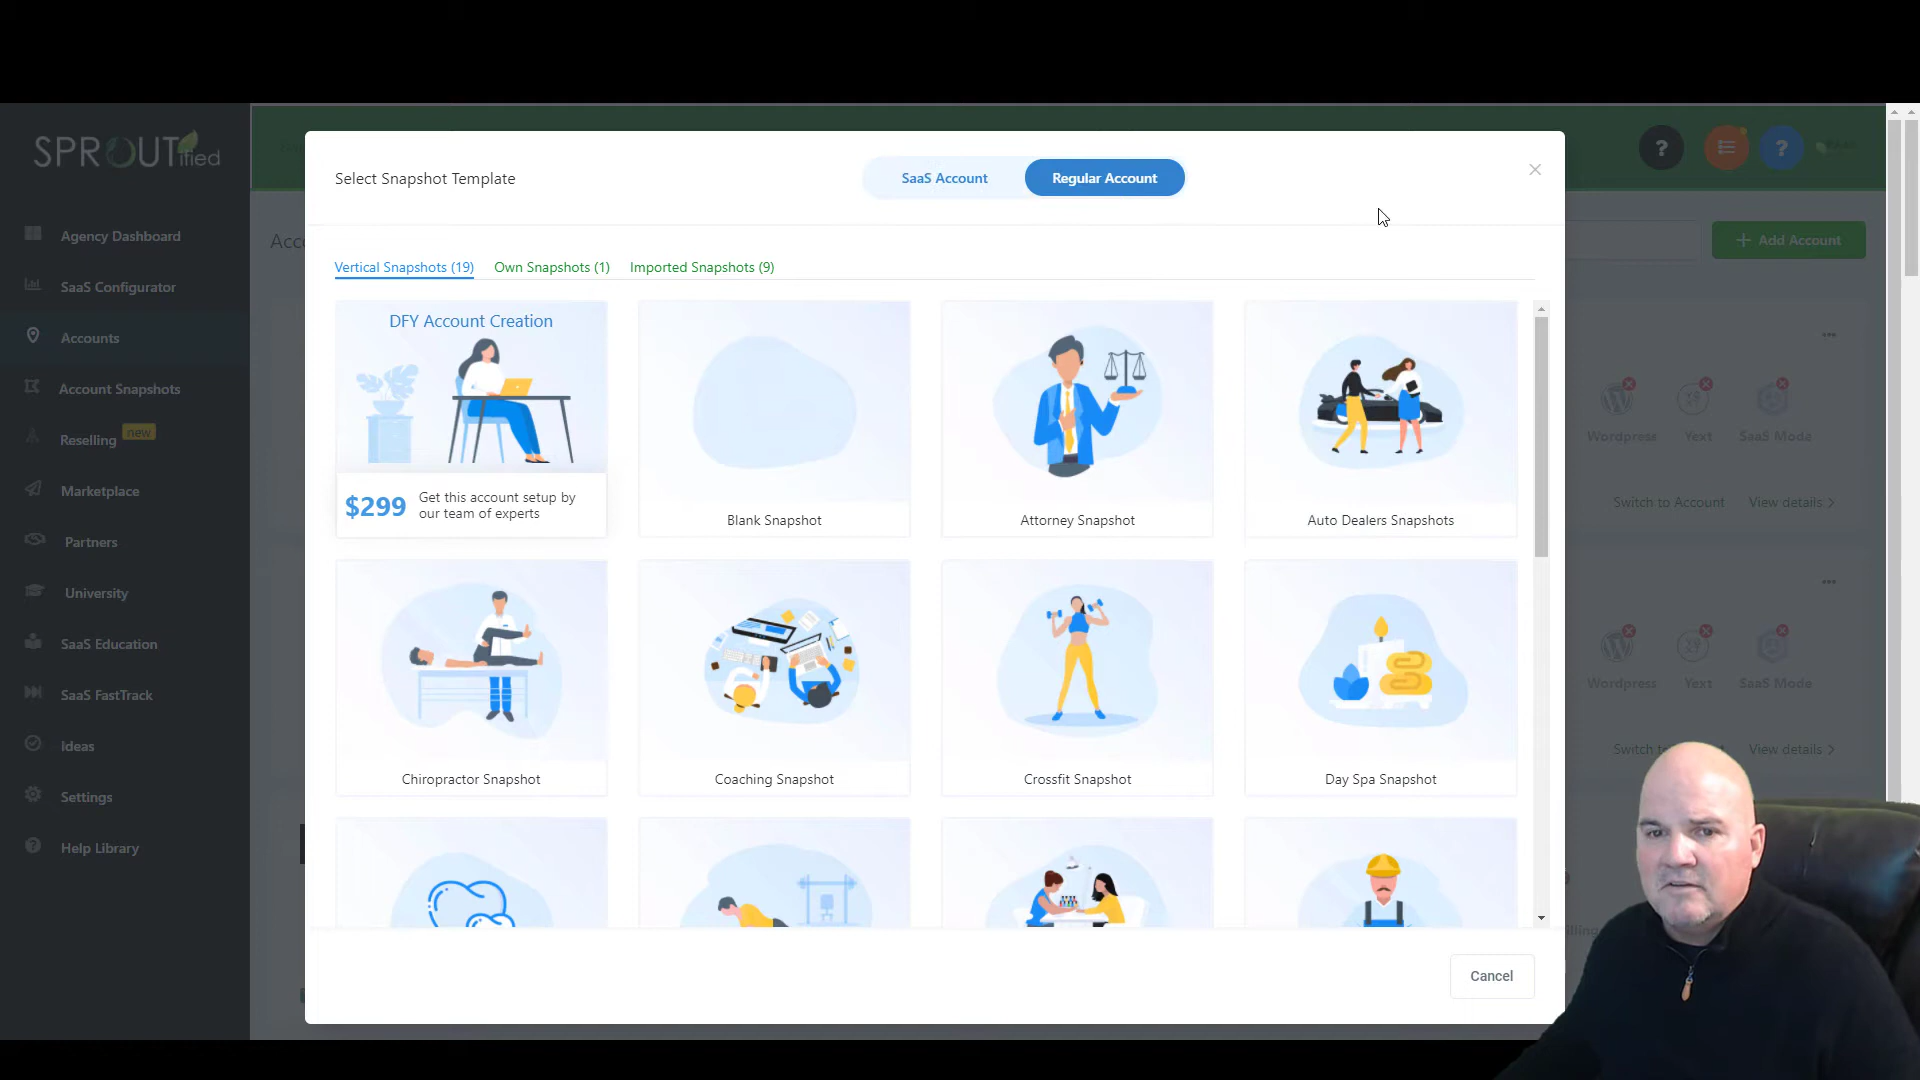 SPROUTified
Agency Dashboard
SaaS Configurator
Accounts
Account Snapshots
Reselling
new
Marketplace
Partners
University
SaaS Education
SaaS FastTrack
Ideas
Settings
Help Library
Select Snapshot Template
SaaS Account
Regular Account
Vertical Snapshots (19)
Own Snapshots (1)
Imported Snapshots (9)
DFY Account Creation
$299
Get this account setup by
our team of experts
Blank Snapshot
Attorney Snapshot
Auto Dealers Snapshots
Chiropractor Snapshot
Coaching Snapshot
Crossfit Snapshot
Day Spa Snapshot
Cancel
+ Add Account
Wordpress
Yext
SaaS Mode
Switch to Account
View details >
Wordpress
Yext
SaaS Mode
View details >